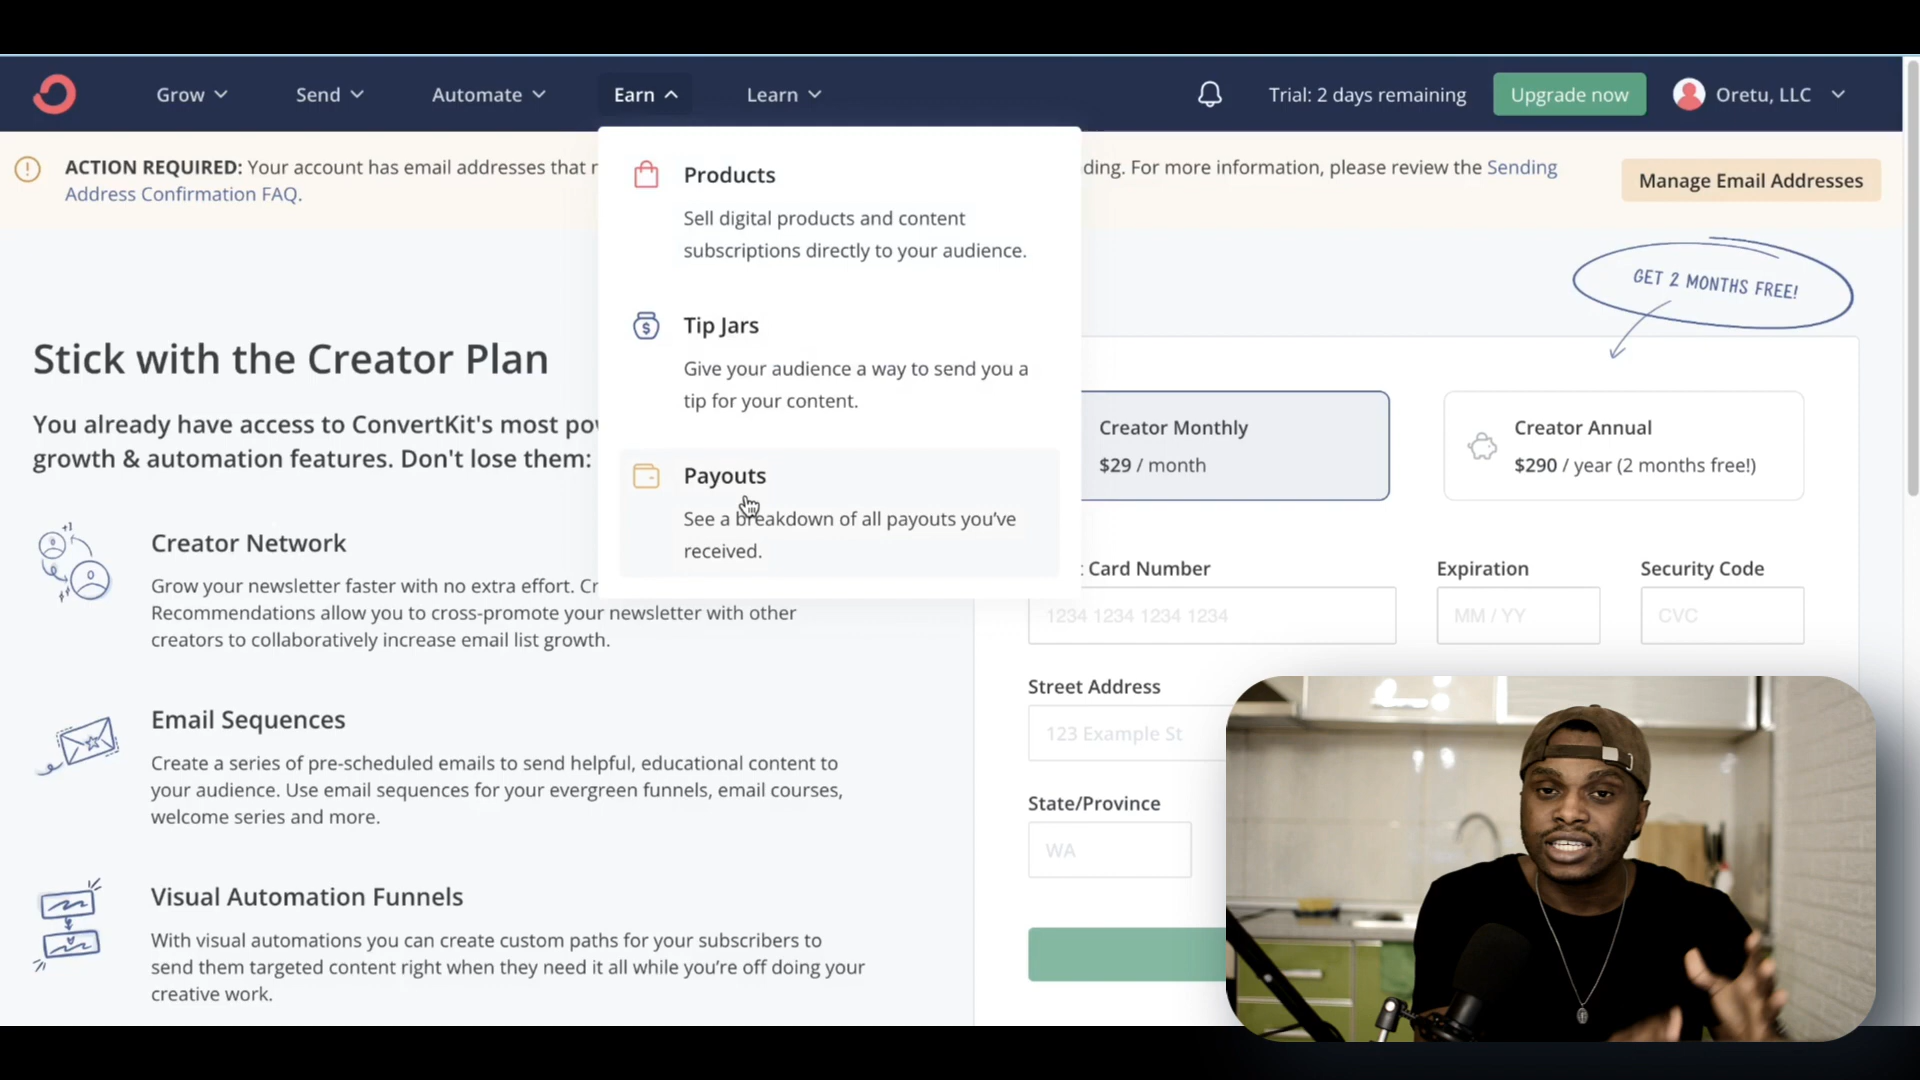 Grow
Send
Automate
Earn
Learn
Trial: 2 days remaining
Upgrade now
Oretu, LLC
ACTION REQUIRED: Your account has email addresses that
ding. For more information, please review the Sending
Address Confirmation FAQ.
Manage Email Addresses
Products
Sell digital products and content
subscriptions directly to your audience.
Tip Jars
Give your audience a way to send you a
tip for your content.
Payouts
See a breakdown of all payouts you've
received.
GET 2 MONTHS FREE!
Stick with the Creator Plan
You already have access to ConvertKit's most
growth & automation features. Don't lose them:
Creator Network
Grow your newsletter faster with no extra effort. Cr
Recommendations allow you to cross-promote your newsletter with other
creators to collaboratively increase email list growth.
Email Sequences
Create a series of pre-scheduled emails to send helpful, educational content to
your audience. Use email sequences for your evergreen funnels, email courses,
welcome series and more.
Visual Automation Funnels
With visual automations you can create custom paths for your subscribers to
send them targeted content right when they need it all while you're off doing your
creative work.
Creator Monthly
$29 / month
Creator Annual
$290 / year (2 months free!)
Card Number
Expiration
Security Code
1234 1234 1234 1234
MM / YY
CVC
Street Address
123 Example St
State/Province
WA